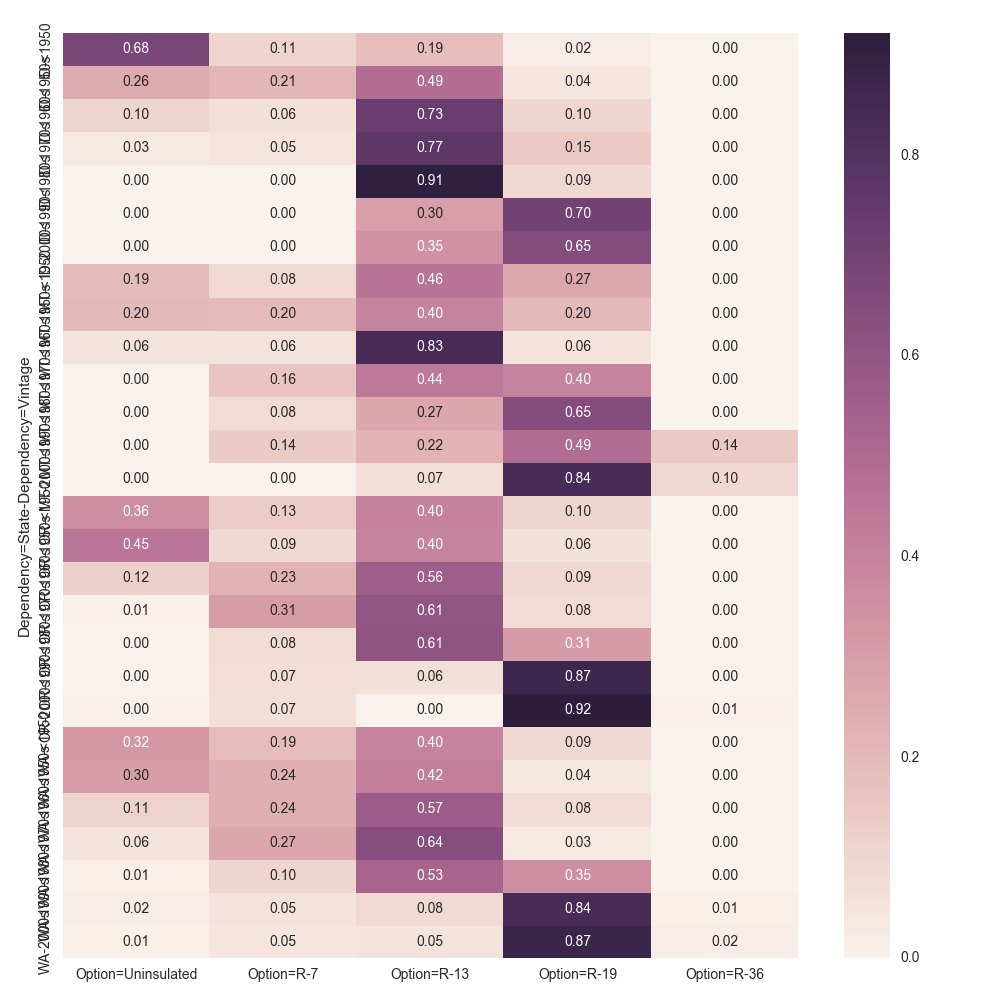 0.68 0.11 0.19 0.02 0.00
0.26 0.21 0.49 0.04 0.00
0.10 0.06 0.73 0.10 0.00
0.03 0.05 0.77 0.15 0.00
0.00 0.00 0.91 0.09 0.00
0.00 0.00 0.30 0.70 0.00
0.00 0.00 0.35 0.65 0.00
0.19 0.08 0.46 0.27 0.00
0.20 0.20 0.40 0.20 0.00
0.06 0.06 0.83 0.06 0.00
0.00 0.16 0.44 0.40 0.00
0.00 0.08 0.27 0.65 0.00
0.00 0.14 0.22 0.49 0.14
0.00 0.00 0.07 0.84 0.10
0.36 0.13 0.40 0.10 0.00
0.45 0.09 0.40 0.06 0.00
0.12 0.23 0.56 0.09 0.00
0.01 0.31 0.61 0.08 0.00
0.00 0.08 0.61 0.31 0.00
0.00 0.07 0.06 0.87 0.00
0.00 0.07 0.00 0.92 0.01
0.32 0.19 0.40 0.09 0.00
0.30 0.24 0.42 0.04 0.00
0.11 0.24 0.57 0.08 0.00
0.06 0.27 0.64 0.03 0.00
0.01 0.10 0.53 0.35 0.00
0.02 0.05 0.08 0.84 0.01
0.01 0.05 0.05 0.87 0.02
Option=Uninsulated Option=R-7 Option=R-13 Option=R-19 Option=R-36
Dependency=State-Dependency=Vintage
0.8
0.6
0.4
0.2
0.0